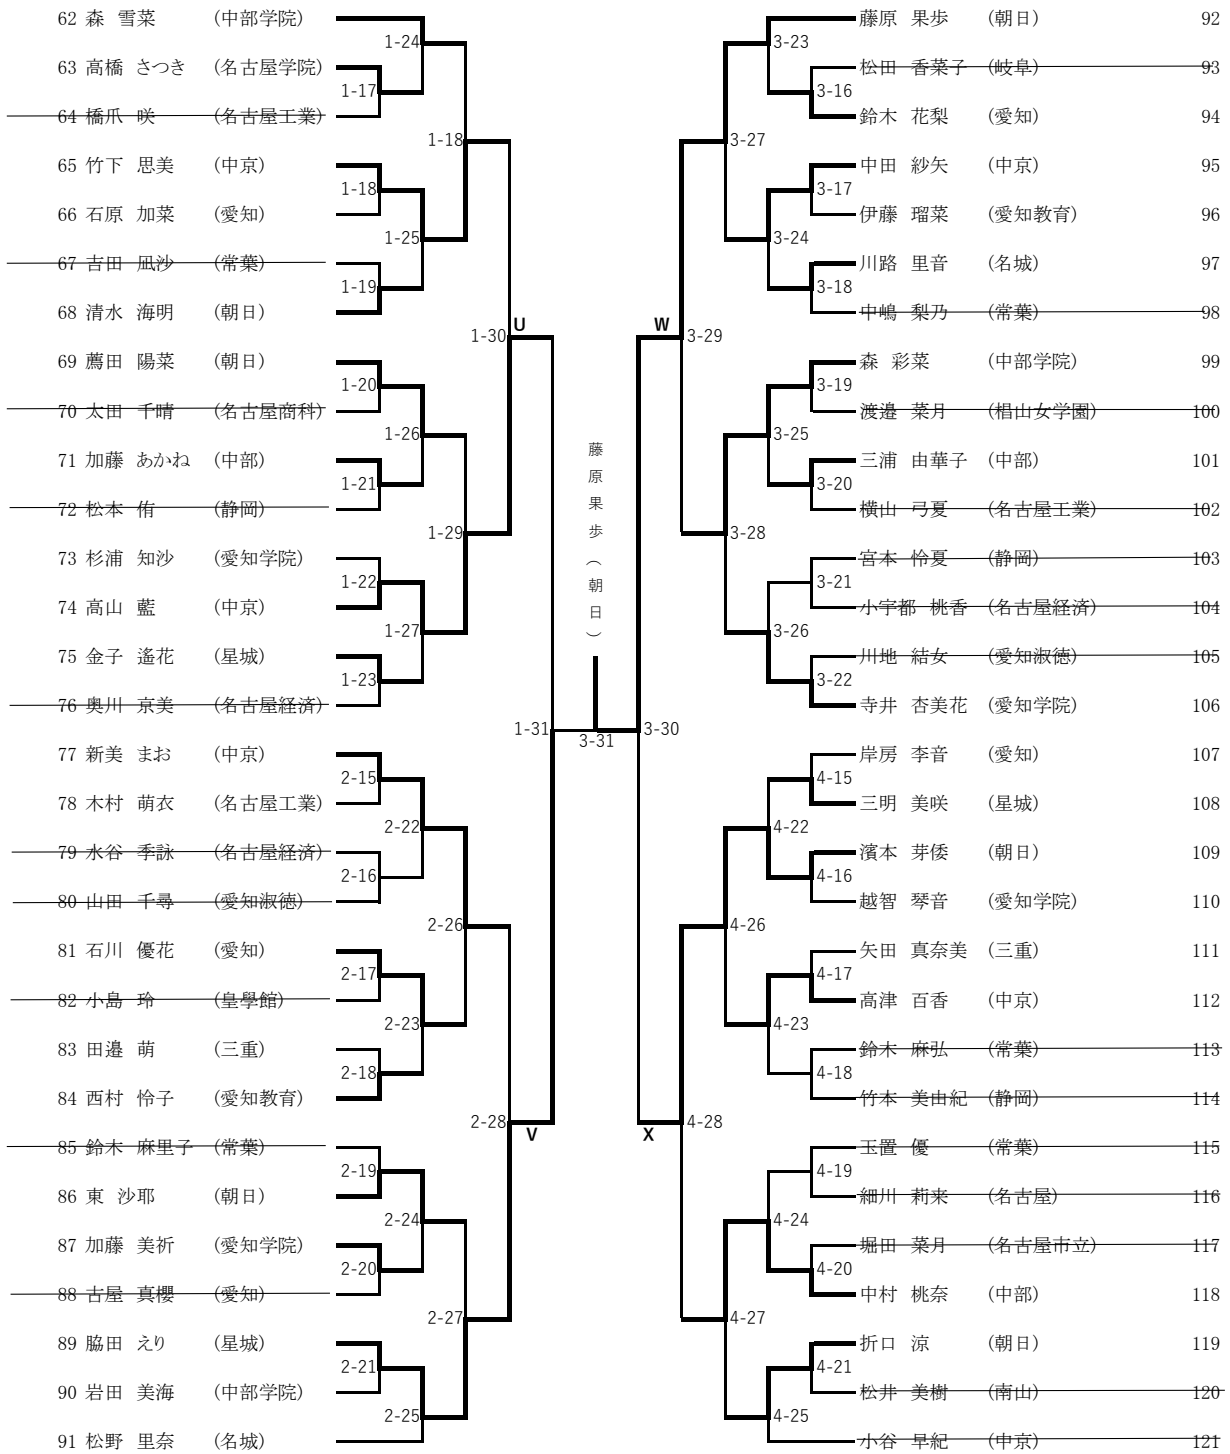 62 森 雪菜 (中部学院)
1-24
63 高橋 さつき (名古屋学院)
1-17
64 橋爪 咲 (名古屋工業)
1-18
65 竹下 思美 (中京)
1-18
66 石原 加菜 (愛知)
1-25
67 吉田 凪沙 (常葉)
1-19
68 清水 海明 (朝日)
1-30
U
69 薦田 陽菜 (朝日)
1-20
70 太田 千晴 (名古屋商科)
1-26
71 加藤 あかね (中部)
1-21
72 松本 侑 (静岡)
1-29
73 杉浦 知沙 (愛知学院)
1-22
74 高山 藍 (中京)
1-27
75 金子 遙花 (星城)
1-23
76 奥川 京美 (名古屋経済)
1-31
77 新美 まお (中京)
2-15
78 木村 萌衣 (名古屋工業)
2-22
79 水谷 季詠 (名古屋経済)
2-16
80 山田 千尋 (愛知淑徳)
2-26
81 石川 優花 (愛知)
2-17
82 小島 玲 (皇學館)
2-23
83 田邉 萌 (三重)
2-18
84 西村 怜子 (愛知教育)
2-28
V
85 鈴木 麻里子 (常葉)
2-19
86 東 沙耶 (朝日)
2-24
87 加藤 美祈 (愛知学院)
2-20
88 古屋 真櫻 (愛知)
2-27
89 脇田 えり (星城)
2-21
90 岩田 美海 (中部学院)
2-25
91 松野 里奈 (名城)
藤原果歩(朝日)
3-31
藤原 果歩 (朝日) 92
3-23
松田 香菜子 (岐阜) 93
3-16
鈴木 花梨 (愛知) 94
3-27
中田 紗矢 (中京) 95
3-17
伊藤 瑠菜 (愛知教育) 96
3-24
川路 里音 (名城) 97
3-18
中嶋 梨乃 (常葉) 98
W
3-29
森 彩菜 (中部学院) 99
3-19
渡邉 菜月 (椙山女学園) 100
3-25
三浦 由華子 (中部) 101
3-20
横山 弓夏 (名古屋工業) 102
3-28
宮本 怜夏 (静岡) 103
3-21
小宇都 桃香 (名古屋経済) 104
3-26
川地 結女 (愛知淑徳) 105
3-22
寺井 杏美花 (愛知学院) 106
3-30
岸房 李音 (愛知) 107
4-15
三明 美咲 (星城) 108
4-22
濱本 芽倭 (朝日) 109
4-16
越智 琴音 (愛知学院) 110
4-26
矢田 真奈美 (三重) 111
4-17
高津 百香 (中京) 112
4-23
鈴木 麻弘 (常葉) 113
4-18
竹本 美由紀 (静岡) 114
X
4-28
玉置 優 (常葉) 115
4-19
細川 莉来 (名古屋) 116
4-24
堀田 菜月 (名古屋市立) 117
4-20
中村 桃奈 (中部) 118
4-27
折口 涼 (朝日) 119
4-21
松井 美樹 (南山) 120
4-25
小谷 早紀 (中京) 121